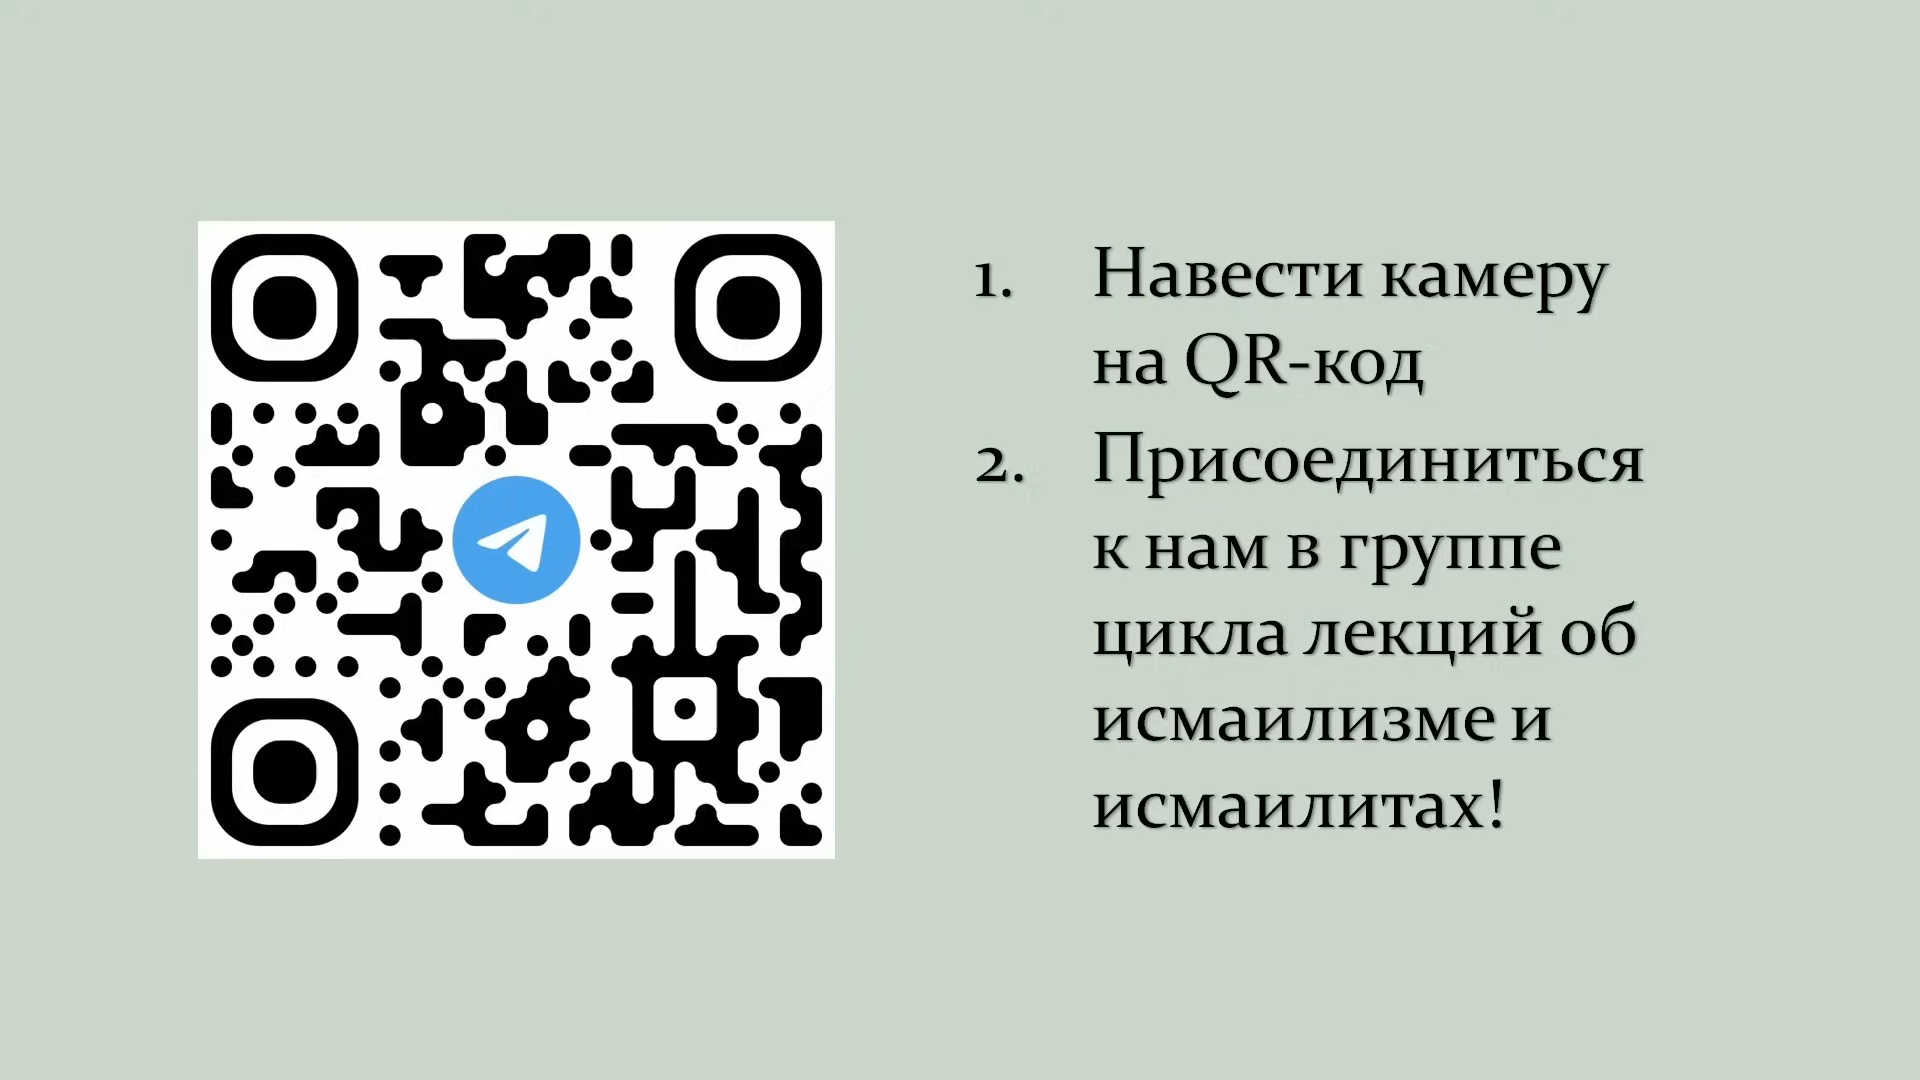 1. Навести камеру
на QR-код
2. Присоединиться
к нам в группе
цикла лекций об
исмаилизме и
исмаилитах!